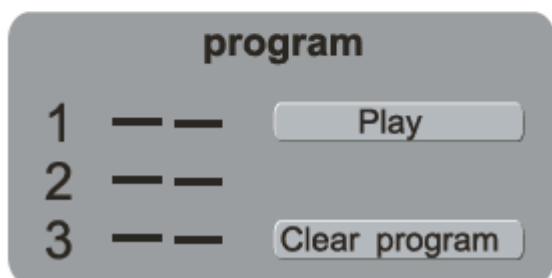 program
1 — — Play
2 — —
3 — — Clear program